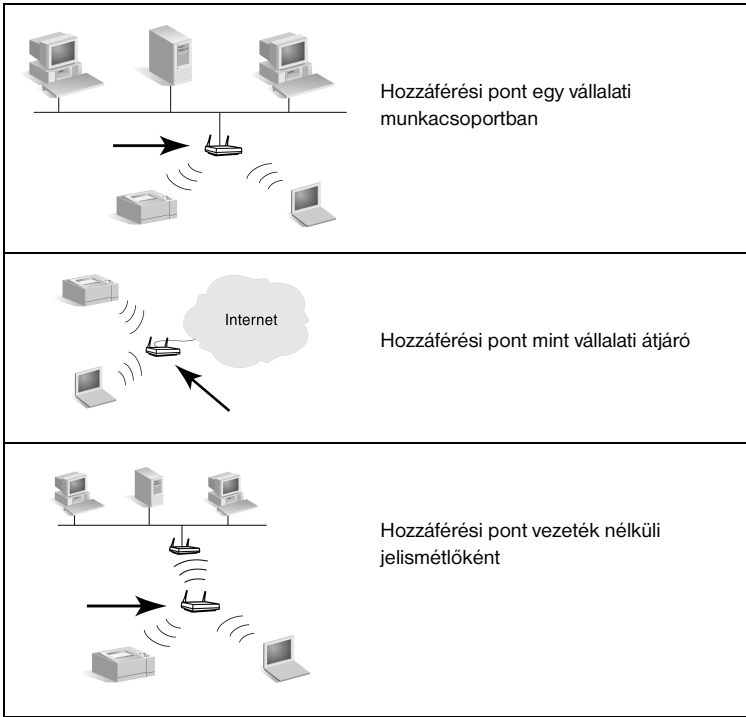 Hozzáférési pont egy vállalati
munkacsoportban
Internet
Hozzáférési pont mint vállalati átjáró
Hozzáférési pont vezeték nélküli
jelismétlőként